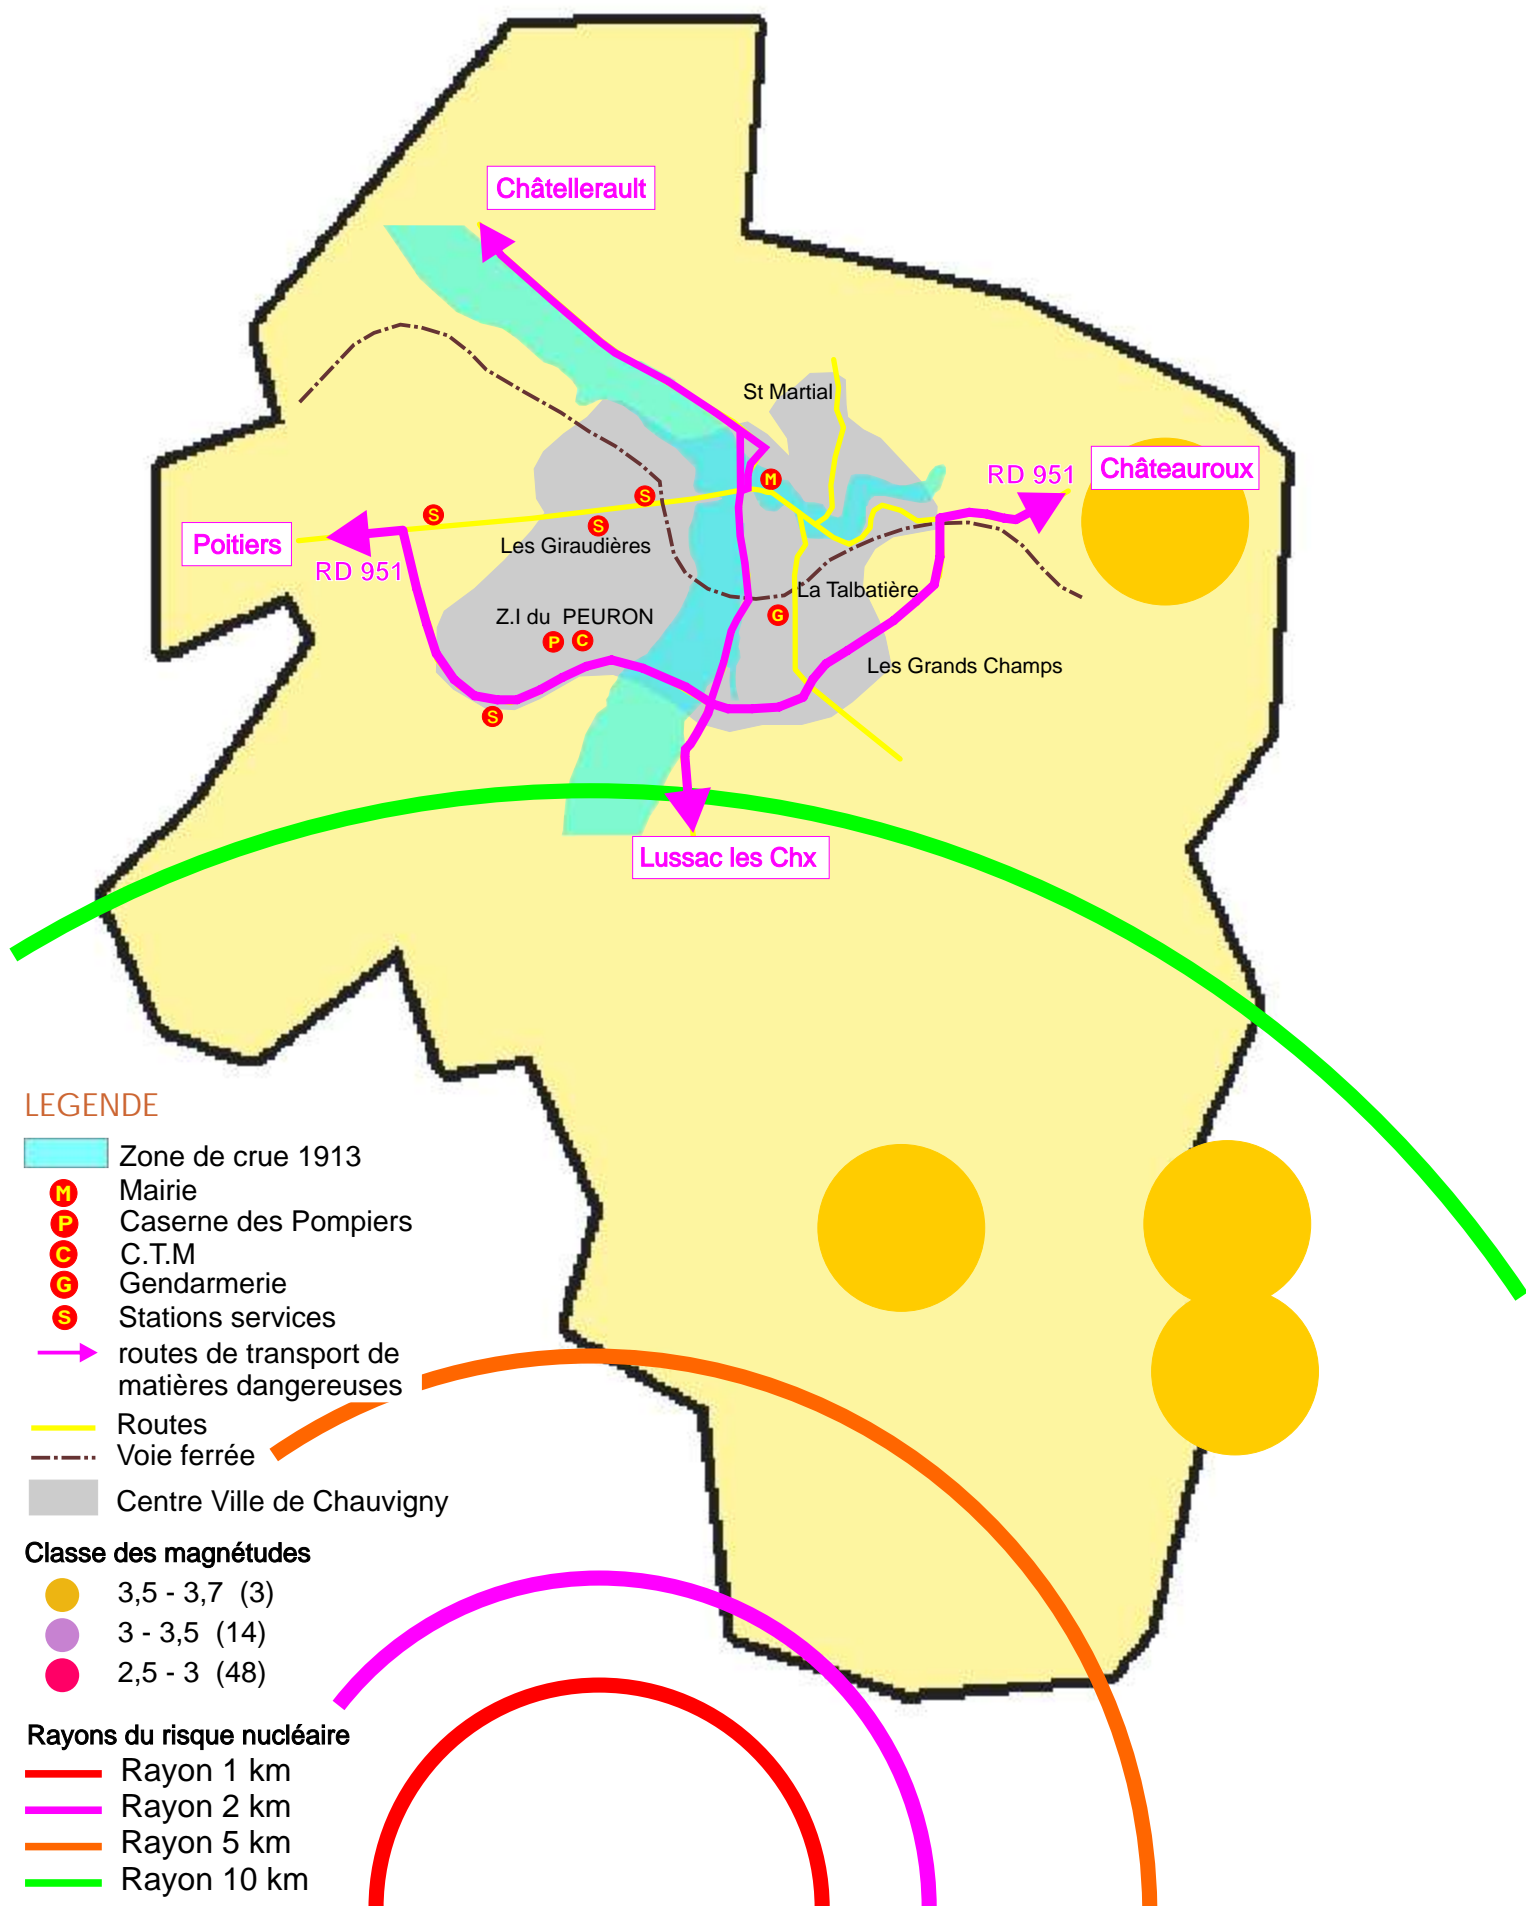 Châtellerault
St Martial
RD 951
Châteauroux
M
S
S
S
Poitiers
RD 951
Les Giraudières
La Talbatière
Z.I du PEURON
G
P
C
Les Grands Champs
S
Lussac les Chx
LEGENDE
Zone de crue 1913
M Mairie
P Caserne des Pompiers
C C.T.M
G Gendarmerie
S Stations services
routes de transport de
matières dangereuses
Routes
Voie ferrée
Centre Ville de Chauvigny
Classe des magnétudes
3,5 - 3,7 (3)
3 - 3,5 (14)
2,5 - 3 (48)
Rayons du risque nucléaire
Rayon 1 km
Rayon 2 km
Rayon 5 km
Rayon 10 km